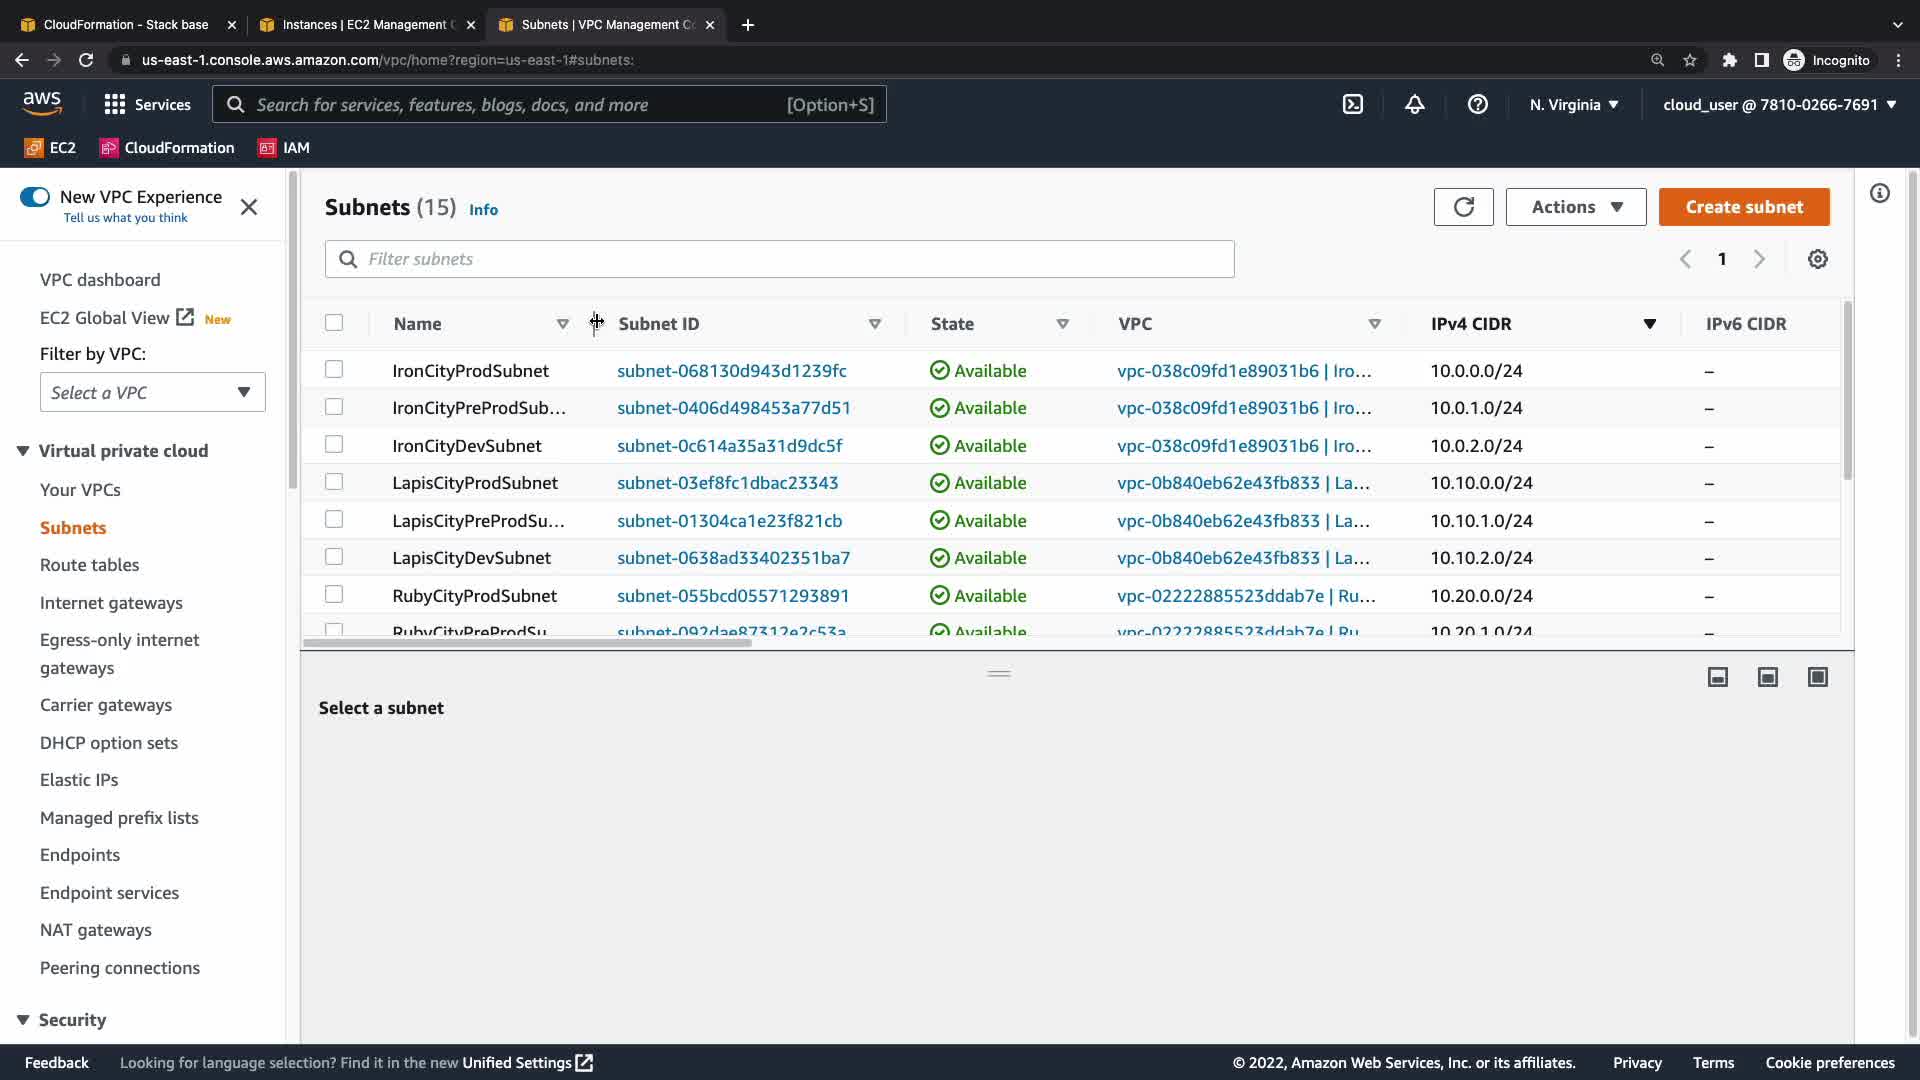 CloudFormation - Stack base
Instances | EC2 Management C
Subnets | VPC Management Co
us-east-1.console.aws.amazon.com/vpc/home?region=us-east-1#subnets:
Incognito
aws
Services
Search for services, features, blogs, docs, and more
[Option+S]
N. Virginia
cloud_user @ 7810-0266-7691
EC2
CloudFormation
IAM
New VPC Experience
Tell us what you think
VPC dashboard
EC2 Global View New
Filter by VPC:
Select a VPC
Virtual private cloud
Your VPCs
Subnets
Route tables
Internet gateways
Egress-only internet
gateways
Carrier gateways
DHCP option sets
Elastic IPs
Managed prefix lists
Endpoints
Endpoint services
NAT gateways
Peering connections
Security
Subnets (15) Info
Actions
Create subnet
Filter subnets
1
Name Subnet ID State VPC IPv4 CIDR IPv6 CIDR
IronCityProdSubnet subnet-068130d943d1239fc Available vpc-038c09fd1e89031b6 | Iro... 10.0.0.0/24 –
IronCityPreProdSub... subnet-0406d498453a77d51 Available vpc-038c09fd1e89031b6 | Iro... 10.0.1.0/24 –
IronCityDevSubnet subnet-0c614a35a31d9dc5f Available vpc-038c09fd1e89031b6 | Iro... 10.0.2.0/24 –
LapisCityProdSubnet subnet-03ef8fc1dbac23343 Available vpc-0b840eb62e43fb833 | La... 10.10.0.0/24 –
LapisCityPreProdSu... subnet-01304ca1e23f821cb Available vpc-0b840eb62e43fb833 | La... 10.10.1.0/24 –
LapisCityDevSubnet subnet-0638ad33402351ba7 Available vpc-0b840eb62e43fb833 | La... 10.10.2.0/24 –
RubyCityProdSubnet subnet-055bcd05571293891 Available vpc-02222885523ddab7e | Ru... 10.20.0.0/24 –
RubyCityPreProdSu... subnet-092dae87312e2c53a Available vpc-02222885523ddab7e | Ru... 10.20.1.0/24 –
Select a subnet
Feedback
Looking for language selection? Find it in the new Unified Settings
© 2022, Amazon Web Services, Inc. or its affiliates.
Privacy
Terms
Cookie preferences